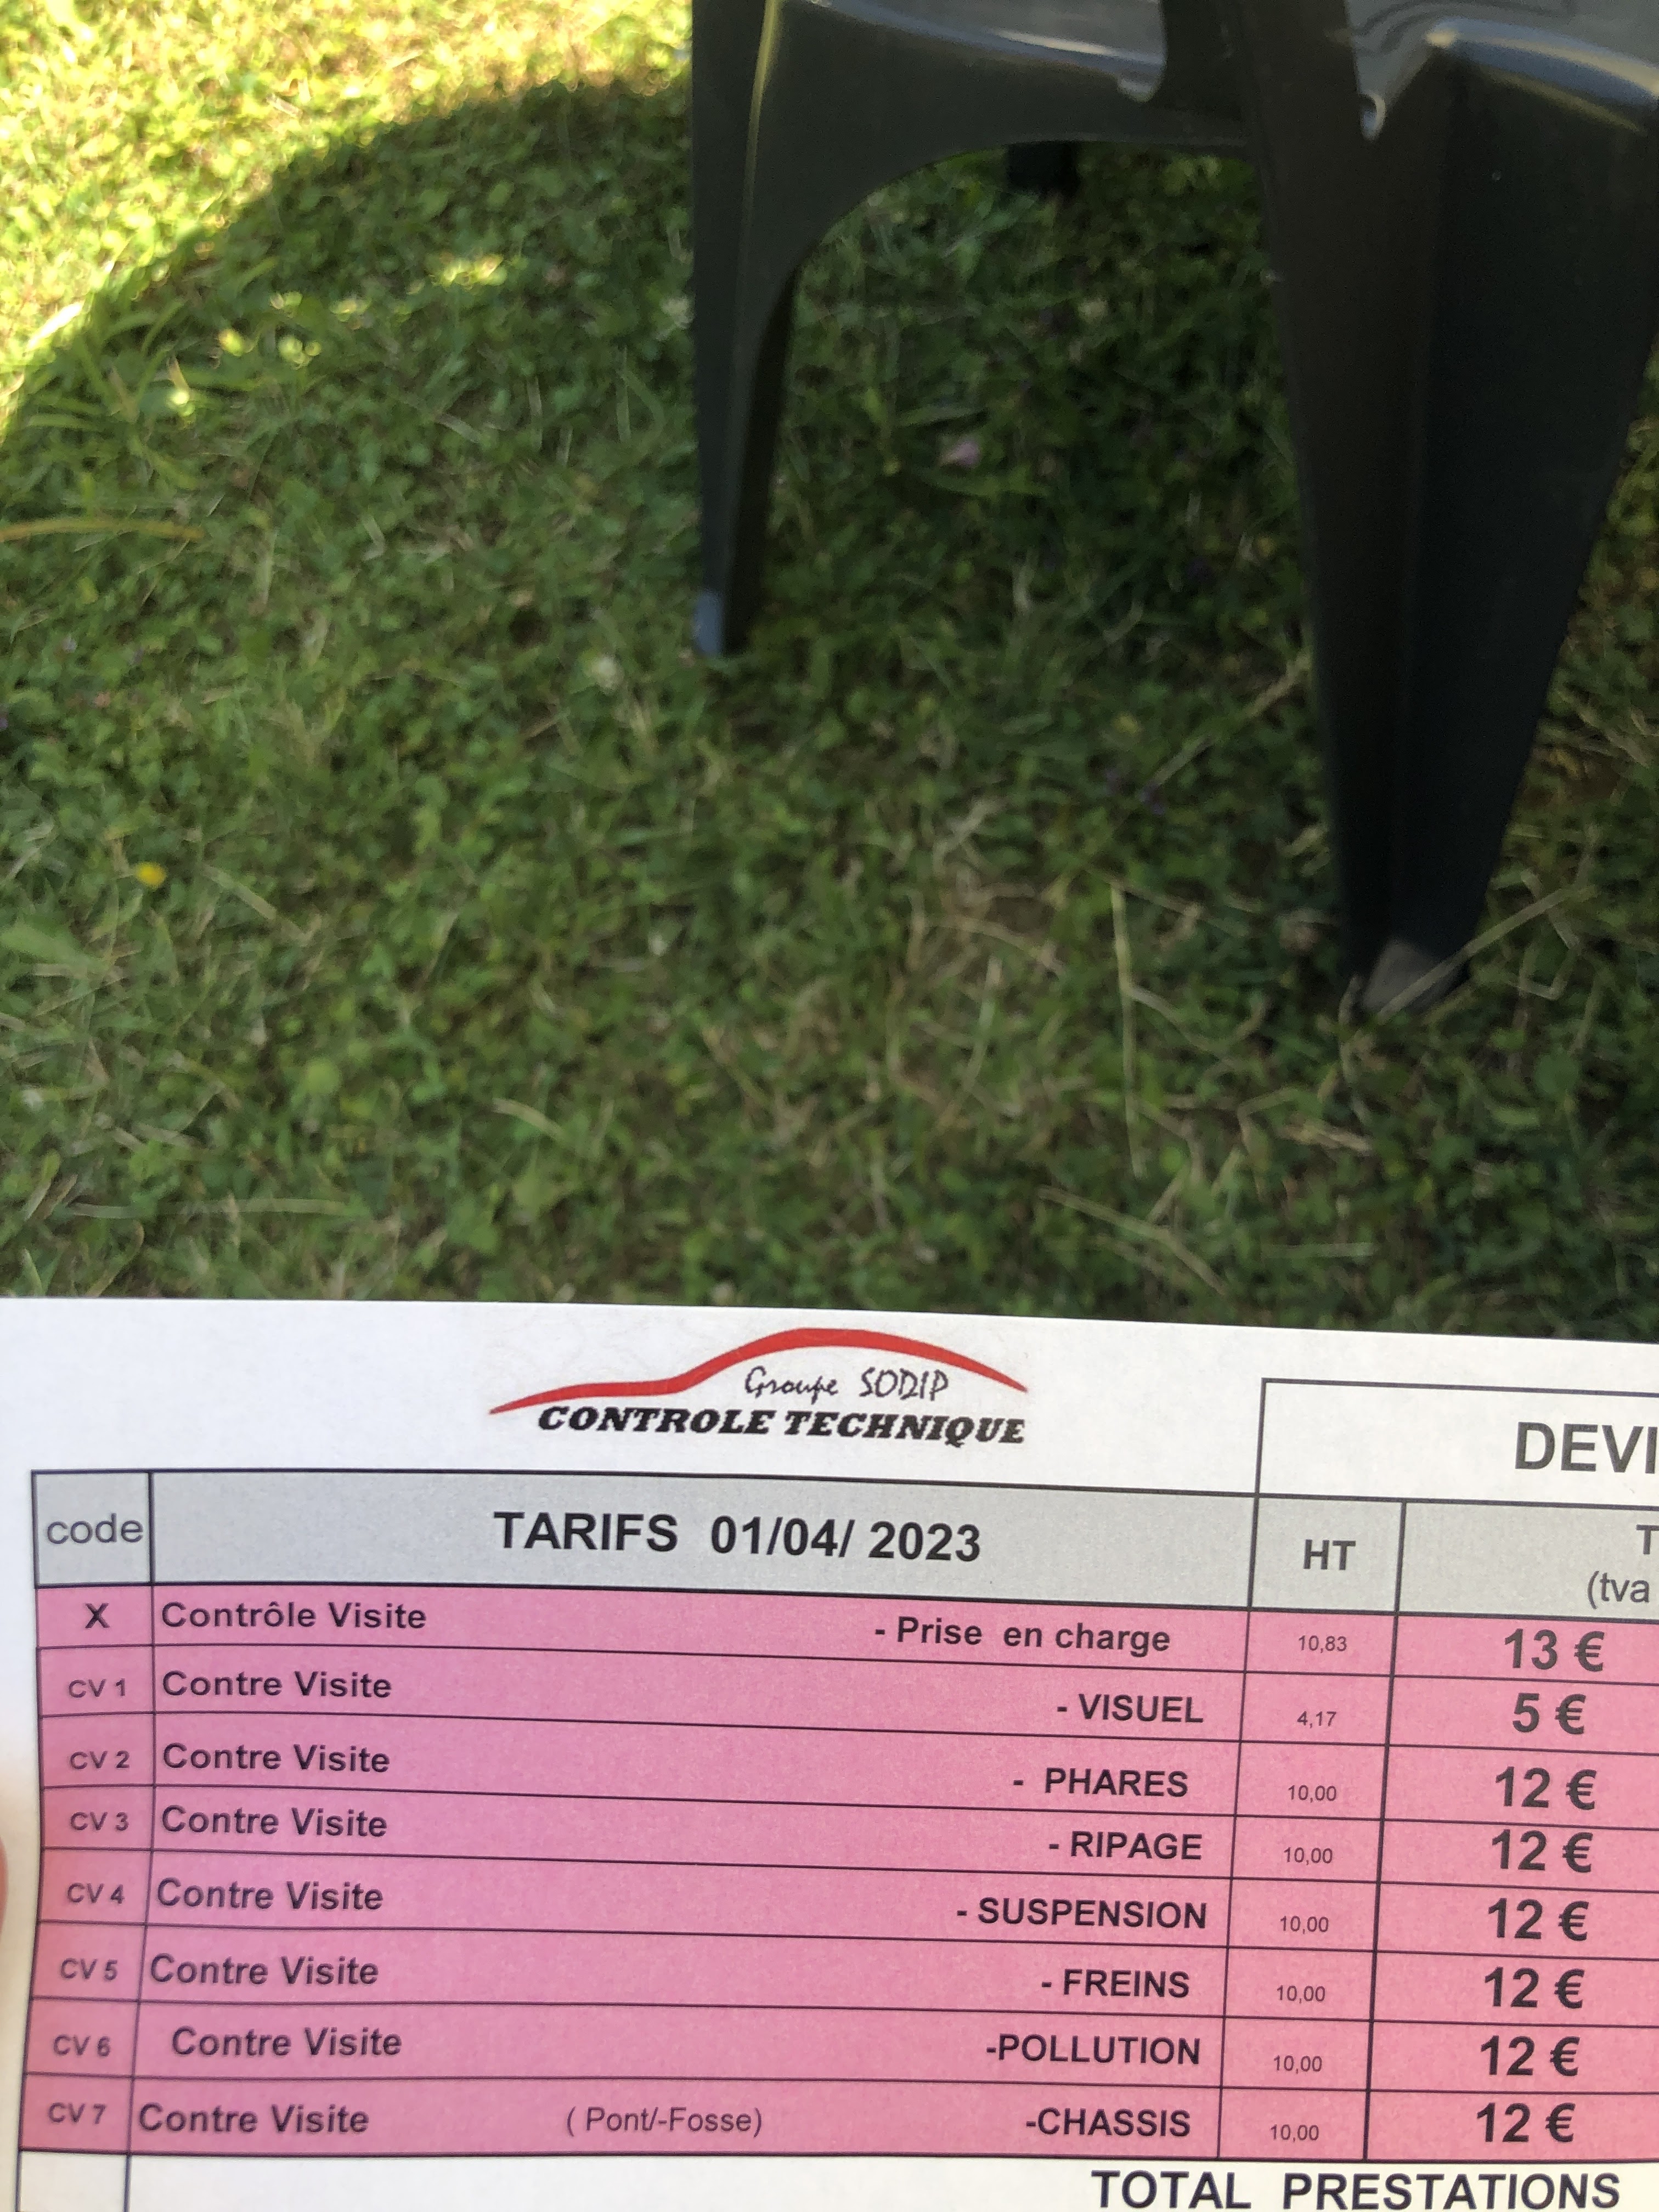 Groupe SODIP
CONTROLE TECHNIQUE
DEVI
code TARIFS 01/04/ 2023 HT T
(tva
X Contrôle Visite - Prise en charge 10,83 13 €
CV 1 Contre Visite - VISUEL 4,17 5 €
CV 2 Contre Visite - PHARES 10,00 12 €
CV 3 Contre Visite - RIPAGE 10,00 12 €
CV 4 Contre Visite - SUSPENSION 10,00 12 €
CV 5 Contre Visite - FREINS 10,00 12 €
CV 6 Contre Visite -POLLUTION 10,00 12 €
CV 7 Contre Visite ( Pont/-Fosse) -CHASSIS 10,00 12 €
TOTAL PRESTATIONS